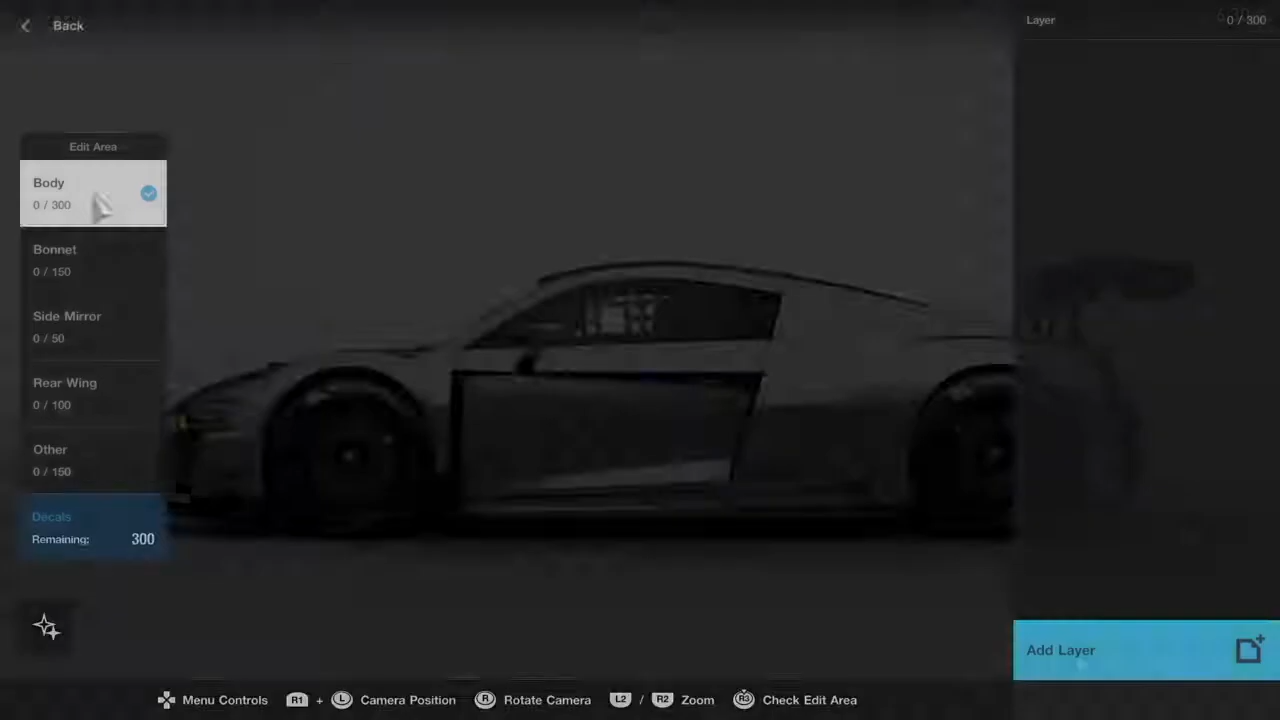 Back
Layer
0 / 300
Edit Area
Body
0 / 300
Bonnet
0 / 150
Side Mirror
0 / 50
Rear Wing
0 / 100
Other
0 / 150
Decals
Remaining: 300
Add Layer
Menu Controls
R1 + L Camera Position
R Rotate Camera
L2 / R2 Zoom
R3 Check Edit Area